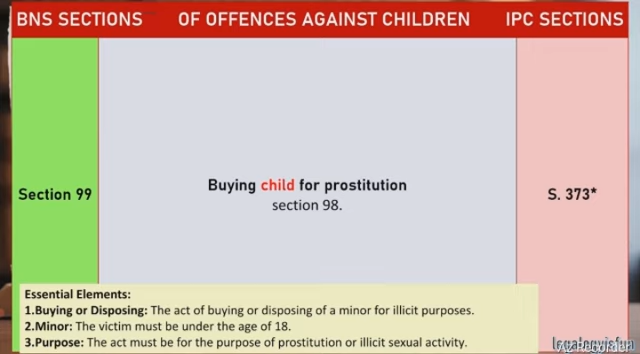 BNS SECTIONS OF OFFENCES AGAINST CHILDREN IPC SECTIONS
Section 99
Buying child for prostitution
section 98.
S. 373*
Essential Elements:
1.Buying or Disposing: The act of buying or disposing of a minor for illicit purposes.
2.Minor: The victim must be under the age of 18.
3.Purpose: The act must be for the purpose of prostitution or illicit sexual activity.